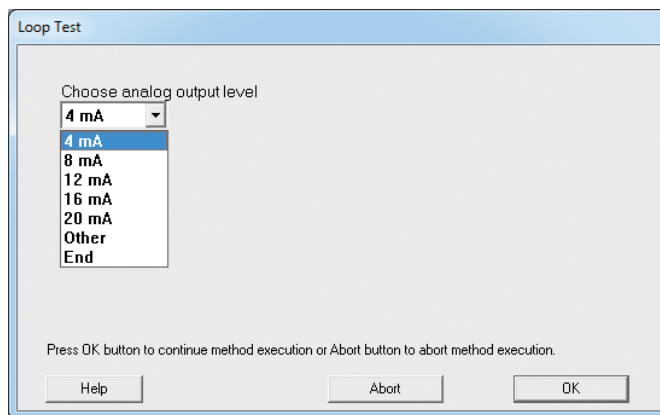 Loop Test
Choose analog output level
4 mA
4 mA
8 mA
12 mA
16 mA
20 mA
Other
End
Press OK button to continue method execution or Abort button to abort method execution.
Help
Abort
OK